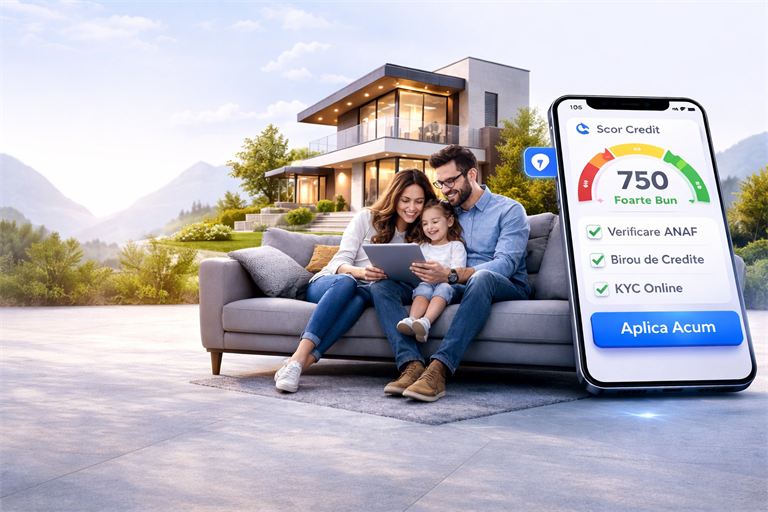 Scor Credit
750
Foarte Bun
Verificare ANAF
Birou de Credite
KYC Online
Aplica Acum